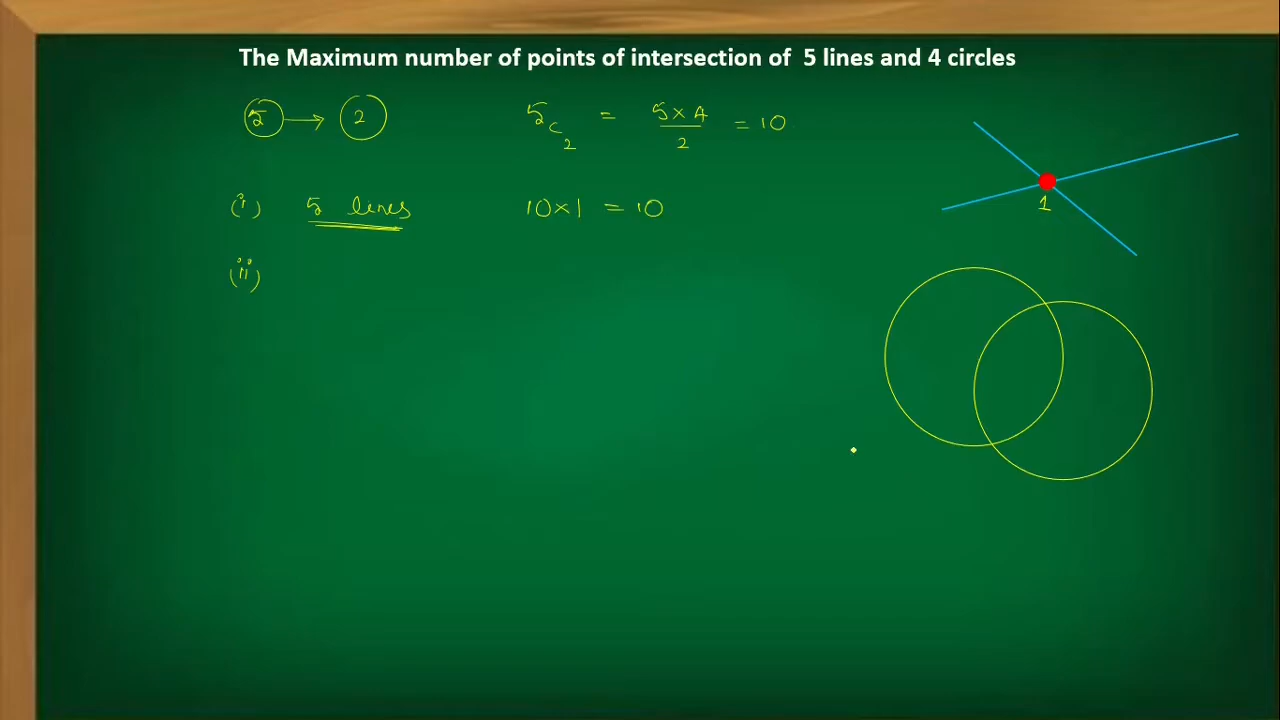 The Maximum number of points of intersection of 5 lines and 4 circles
5 → 2 5C2 = 5×4/2 = 10
(i) 5 lines 10×1 = 10
1
(ii)